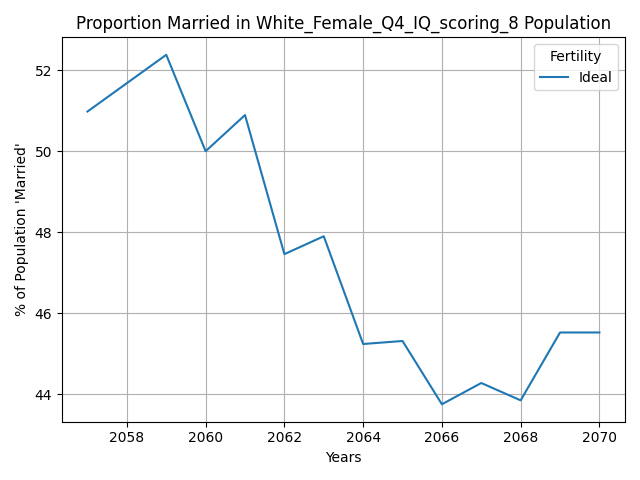 Proportion Married in White_Female_Q4_IQ_scoring_8 Population
Fertility
Ideal
% of Population 'Married'
52
50
48
46
44
2058 2060 2062 2064 2066 2068 2070
Years